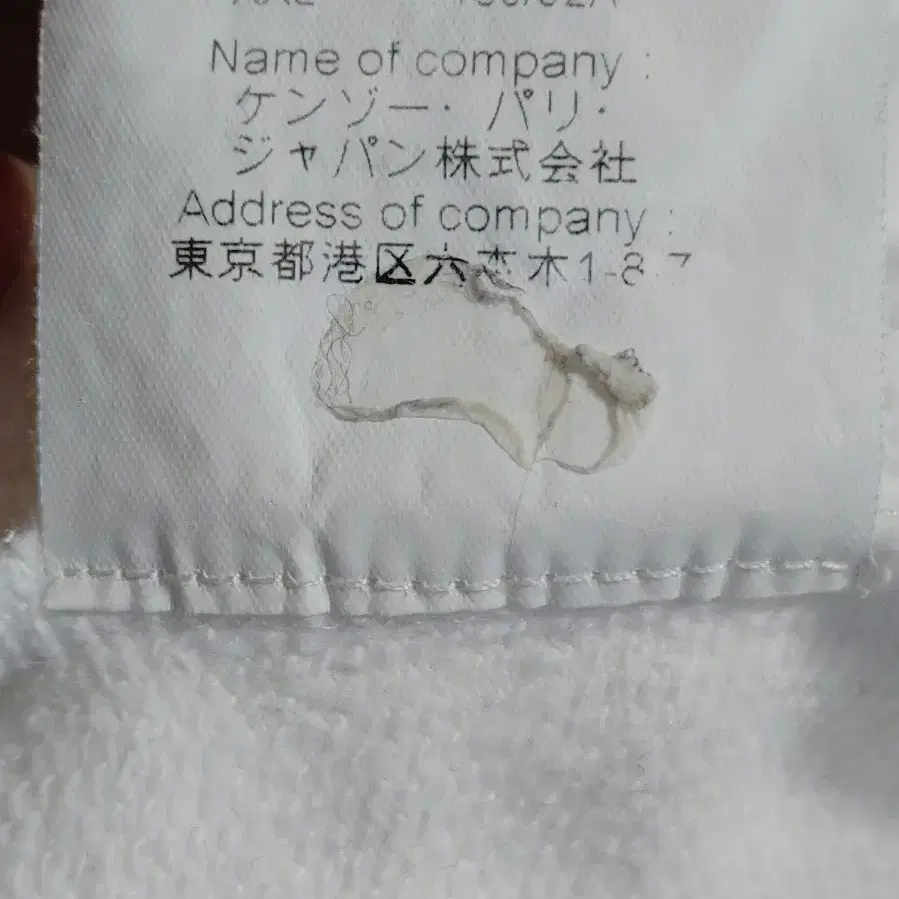 Name of company :
ケンゾー・パリ・
ジャパン株式会社
Address of company :
東京都港区六本木1-8-7